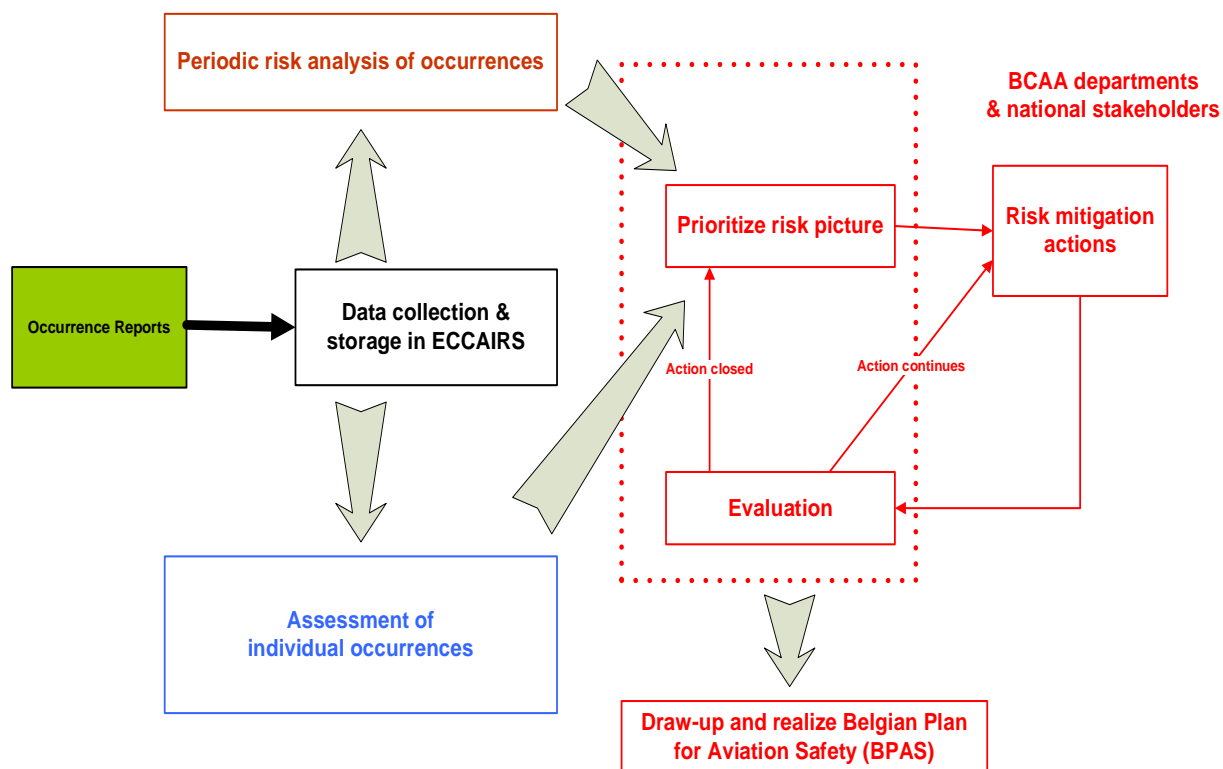 Periodic risk analysis of occurrences
BCAA departments
& national stakeholders
Prioritize risk picture
Risk mitigation
actions
Occurrence Reports
Data collection &
storage in ECCAIRS
Action closed
Action continues
Evaluation
Assessment of
individual occurrences
Draw-up and realize Belgian Plan
for Aviation Safety (BPAS)